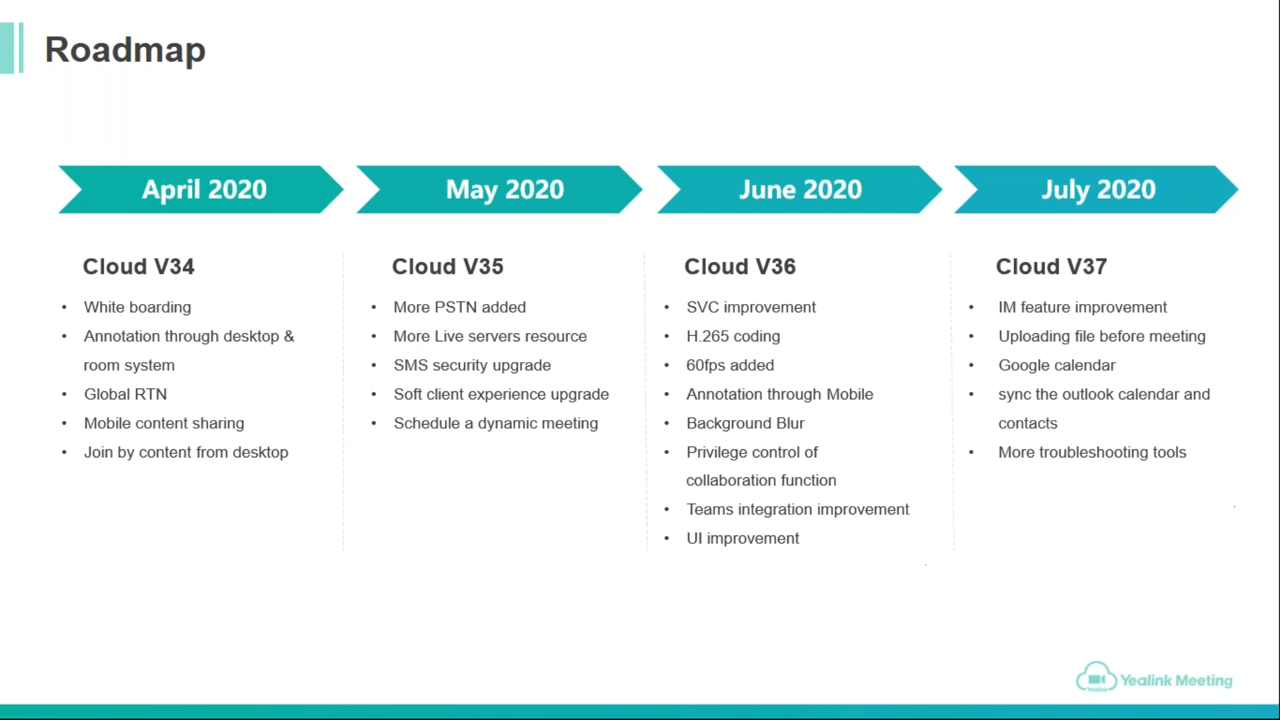 Roadmap
April 2020
May 2020
June 2020
July 2020
Cloud V34
• White boarding
• Annotation through desktop &
room system
• Global RTN
• Mobile content sharing
• Join by content from desktop
Cloud V35
• More PSTN added
• More Live servers resource
• SMS security upgrade
• Soft client experience upgrade
• Schedule a dynamic meeting
Cloud V36
• SVC improvement
• H.265 coding
• 60fps added
• Annotation through Mobile
• Background Blur
• Privilege control of
collaboration function
• Teams integration improvement
• UI improvement
Cloud V37
• IM feature improvement
• Uploading file before meeting
• Google calendar
• sync the outlook calendar and
contacts
• More troubleshooting tools
Yealink
Yealink Meeting